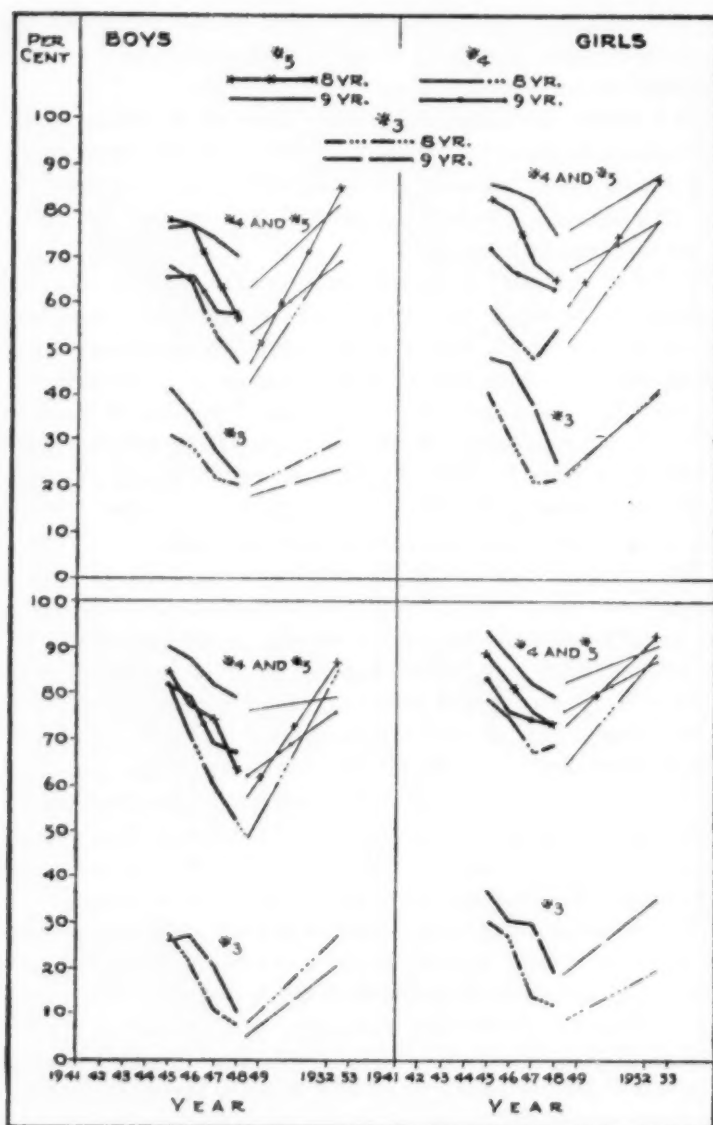 PER CENT
BOYS
GIRLS
*5
*4
8 YR.
9 YR.
8 YR.
9 YR.
*3
8 YR.
9 YR.
100
90
80
70
60
50
40
30
20
10
0
*4 AND *5
*4 AND *5
*3
*3
100
90
80
70
60
50
40
30
20
10
0
*4 AND *5
*4 AND *5
*3
*3
1941 42 43 44 45 46 47 48 49 1952 53 1941 42 43 44 45 46 47 48 49 1952 53
YEAR
YEAR